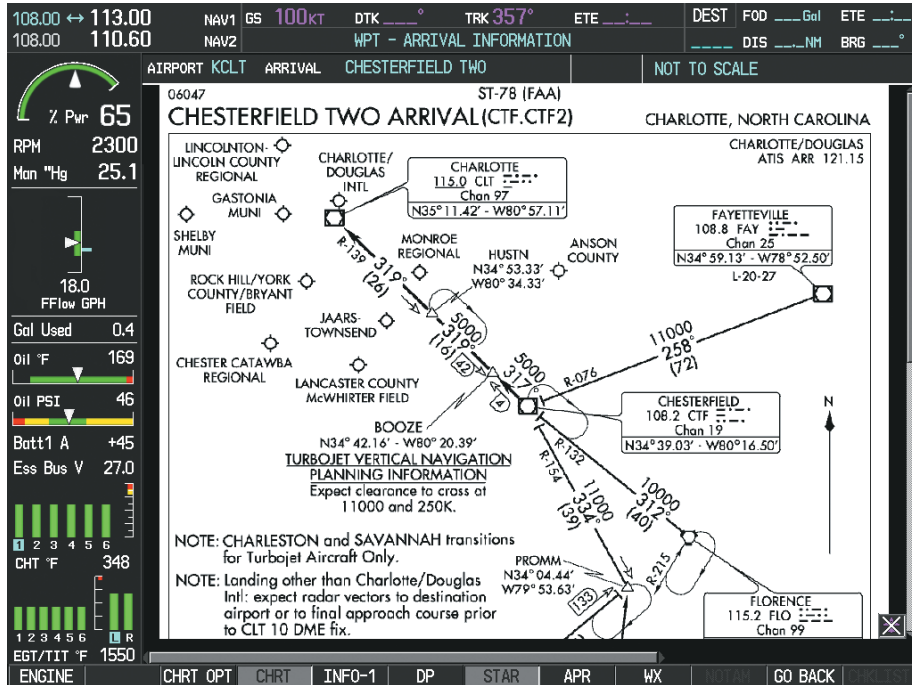 108.00 ↔ 113.00 NAV1
108.00 110.60 NAV2
GS 100KT DTK ___° TRK 357° ETE __:__
WPT – ARRIVAL INFORMATION
DEST FOD ___Gal ETE __:__
____ DIS __._NM BRG ___°
AIRPORT KCLT ARRIVAL CHESTERFIELD TWO NOT TO SCALE
% Pwr 65
RPM 2300
Man "Hg 25.1
18.0
FFlow GPH
Gal Used 0.4
Oil °F 169
Oil PSI 46
Batt1 A +45
Ess Bus V 27.0
1 2 3 4 5 6
CHT °F 348
1 2 3 4 5 6 L R
EGT/TIT °F 1550
06047 ST-78 (FAA)
CHESTERFIELD TWO ARRIVAL (CTF.CTF2) CHARLOTTE, NORTH CAROLINA
CHARLOTTE/DOUGLAS
ATIS ARR 121.15
LINCOLNTON-
LINCOLN COUNTY
REGIONAL
CHARLOTTE/
DOUGLAS
INTL
CHARLOTTE
115.0 CLT
Chan 97
N35°11.42' - W80°57.11'
GASTONIA
MUNI
SHELBY
MUNI
FAYETTEVILLE
108.8 FAY
Chan 25
N34°59.13' - W78°52.50'
L-20-27
R-139
319°
(26)
MONROE
REGIONAL
HUSTN
N34°53.33'
W80°34.33'
ANSON
COUNTY
ROCK HILL/YORK
COUNTY/BRYANT
FIELD
JAARS-
TOWNSEND
5000
319°
(16)
42
CHESTER CATAWBA
REGIONAL
LANCASTER COUNTY
McWHIRTER FIELD
5000
317°
4
R-076
11000
258°
(72)
CHESTERFIELD
108.2 CTF
Chan 19
N34°39.03' - W80°16.50'
N
BOOZE
N34°42.16' - W80°20.39'
TURBOJET VERTICAL NAVIGATION
PLANNING INFORMATION
Expect clearance to cross at
11000 and 250K.
R-132
R-154
11000
334°
(39)
10000
312°
(40)
NOTE: CHARLESTON and SAVANNAH transitions
for Turbojet Aircraft Only.
NOTE: Landing other than Charlotte/Douglas
Intl: expect radar vectors to destination
airport or to final approach course prior
to CLT 10 DME fix.
PROMM
N34°04.44'
W79°53.63'
133
R-215
FLORENCE
115.2 FLO
Chan 99
ENGINE CHRT OPT CHRT INFO-1 DP STAR APR WX NOTAM GO BACK CHKLIST